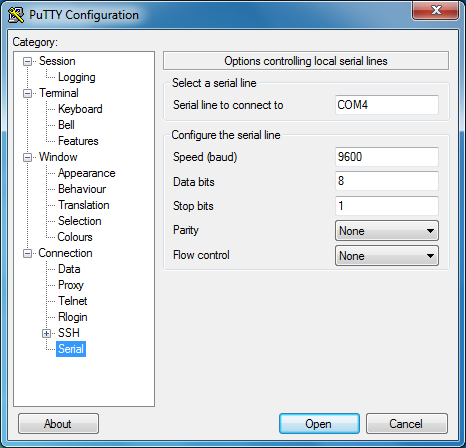 PuTTY Configuration
Category:
Session
Logging
Terminal
Keyboard
Bell
Features
Window
Appearance
Behaviour
Translation
Selection
Colours
Connection
Data
Proxy
Telnet
Rlogin
SSH
Serial
Options controlling local serial lines
Select a serial line
Serial line to connect to COM4
Configure the serial line
Speed (baud) 9600
Data bits 8
Stop bits 1
Parity None
Flow control None
About Open Cancel